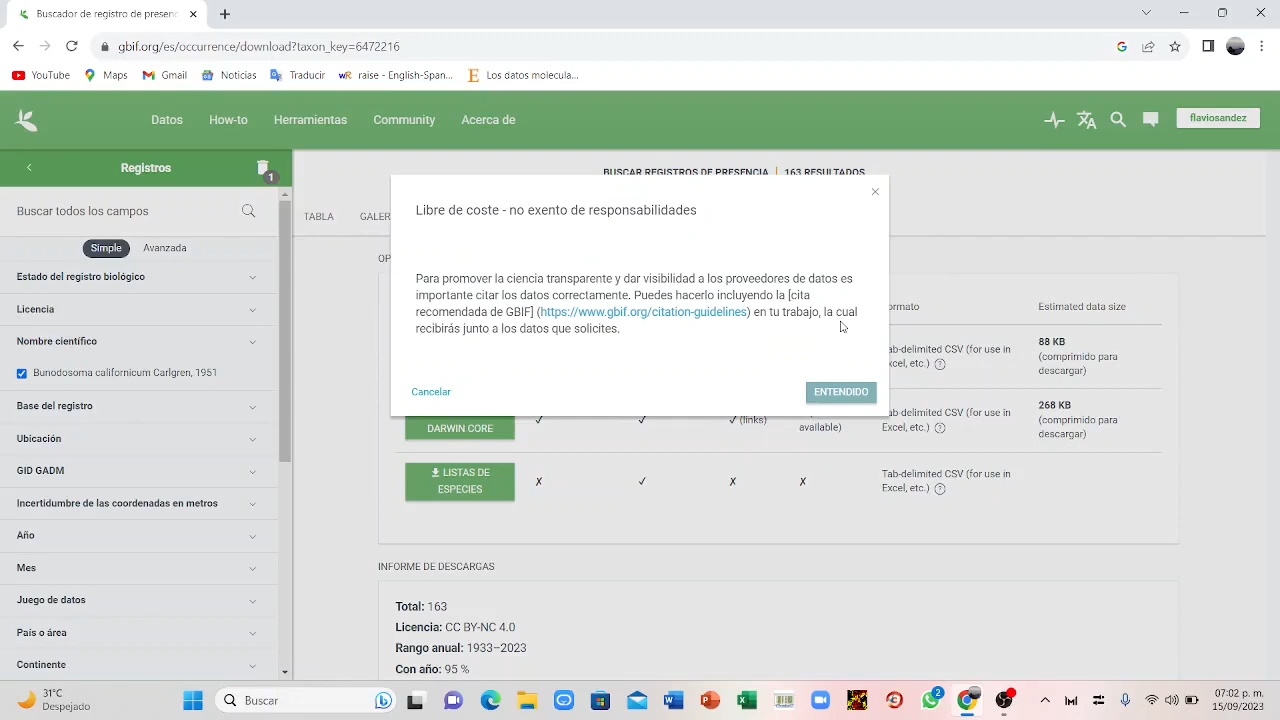 Buscador de registro de presenc
gbif.org/es/occurrence/download?taxon_key=6472216
YouTube
Maps
Gmail
Noticias
Traducir
raise - English-Span...
Los datos molecula...
Datos
How-to
Herramientas
Community
Acerca de
flaviosandez
Registros
1
BUSCAR REGISTROS DE PRESENCIA | 163 RESULTADOS
Buscar todos los campos
TABLA
GALER
Simple
Avanzada
Estado del registro biológico
Licencia
Nombre científico
Bunodosoma californicum Carlgren, 1951
Base del registro
Ubicación
GID GADM
Incertidumbre de las coordenadas en metros
Año
Mes
Juego de datos
País o área
Continente
Libre de coste - no exento de responsabilidades
Para promover la ciencia transparente y dar visibilidad a los proveedores de datos es
importante citar los datos correctamente. Puedes hacerlo incluyendo la [cita
recomendada de GBIF] (https://www.gbif.org/citation-guidelines) en tu trabajo, la cual
recibirás junto a los datos que solicites.
Cancelar
ENTENDIDO
OP
ormato
Estimated data size
ab-delimited CSV (for use in
Excel, etc.) ?
88 KB
(comprimido para
descargar)
DARWIN CORE
✓ ✓ ✓ (links)
available)
ab-delimited CSV (for use in
Excel, etc.) ?
268 KB
(comprimido para
descargar)
LISTAS DE
ESPECIES
✗ ✓ ✗ ✗
Tab-delimited CSV (for use in
Excel, etc.) ?
INFORME DE DESCARGAS
Total: 163
Licencia: CC BY-NC 4.0
Rango anual: 1933–2023
Con año: 95 %
31°C
Despejado
Buscar
2
07:02 p. m.
15/09/2023